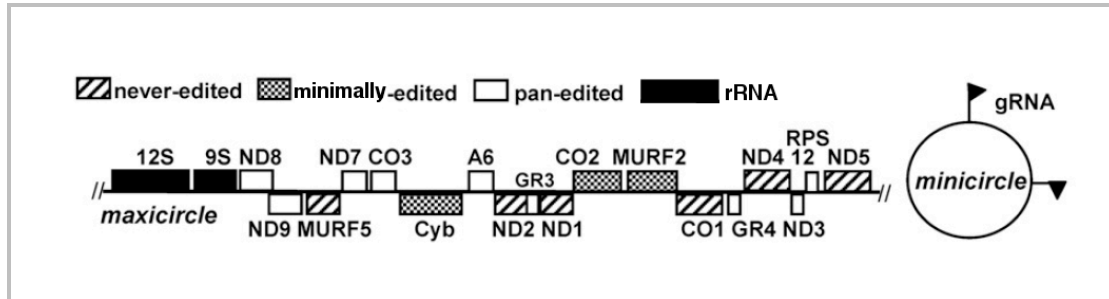 never-edited minimally-edited pan-edited rRNA
gRNA
RPS
12S 9S ND8 ND7 CO3 A6 CO2 MURF2 ND4 12 ND5
GR3
minicircle
maxicircle
ND9 MURF5 Cyb ND2 ND1 CO1 GR4 ND3